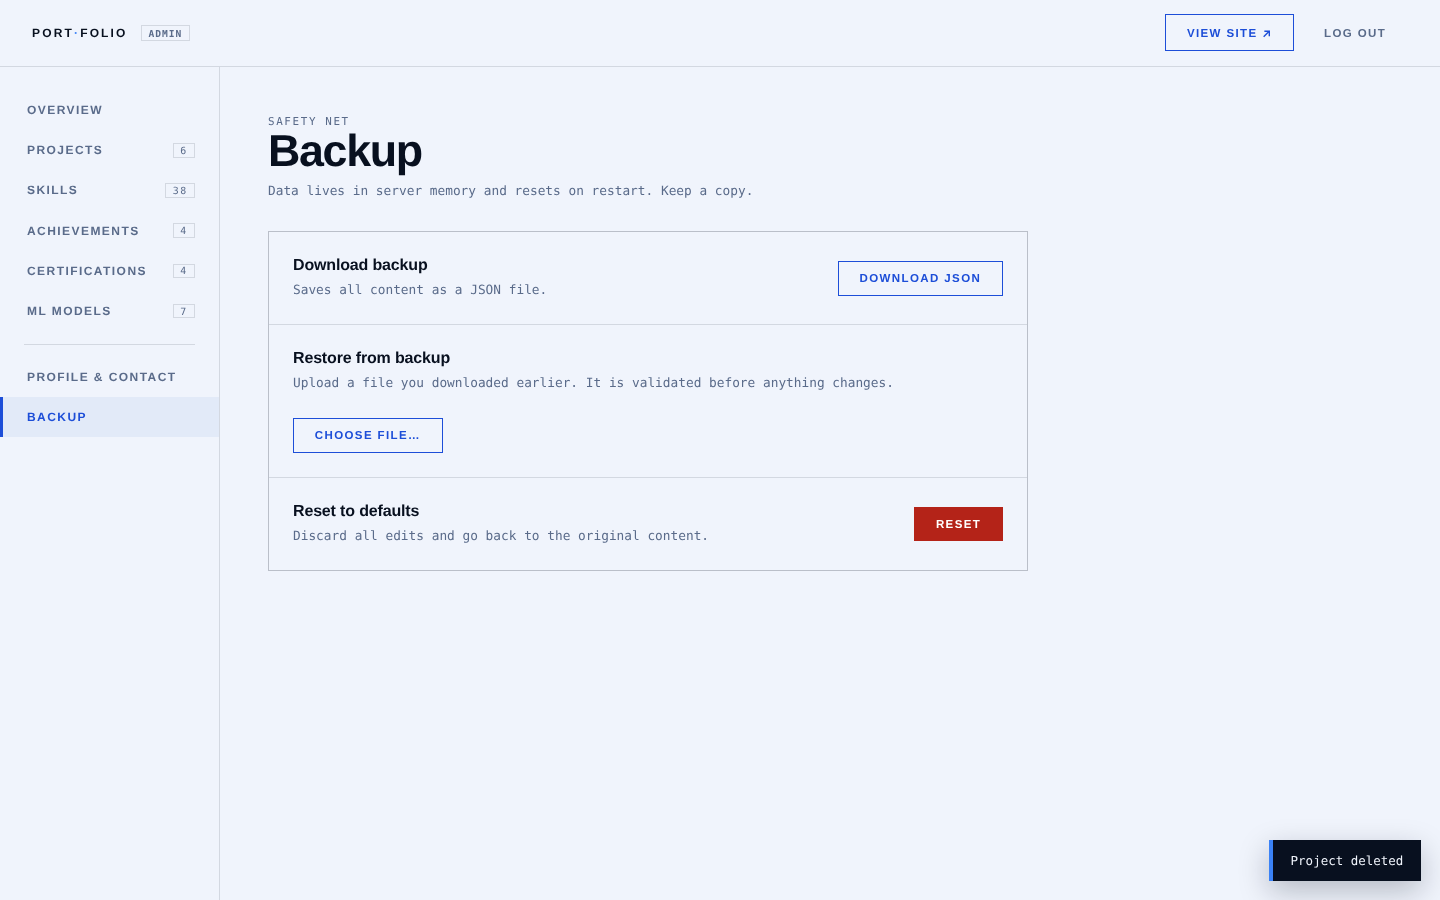 PORT·FOLIO ADMIN
VIEW SITE ↗
LOG OUT
OVERVIEW
PROJECTS 6
SKILLS 38
ACHIEVEMENTS 4
CERTIFICATIONS 4
ML MODELS 7
PROFILE & CONTACT
BACKUP
SAFETY NET
Backup
Data lives in server memory and resets on restart. Keep a copy.
Download backup
Saves all content as a JSON file.
DOWNLOAD JSON
Restore from backup
Upload a file you downloaded earlier. It is validated before anything changes.
CHOOSE FILE…
Reset to defaults
Discard all edits and go back to the original content.
RESET
Project deleted